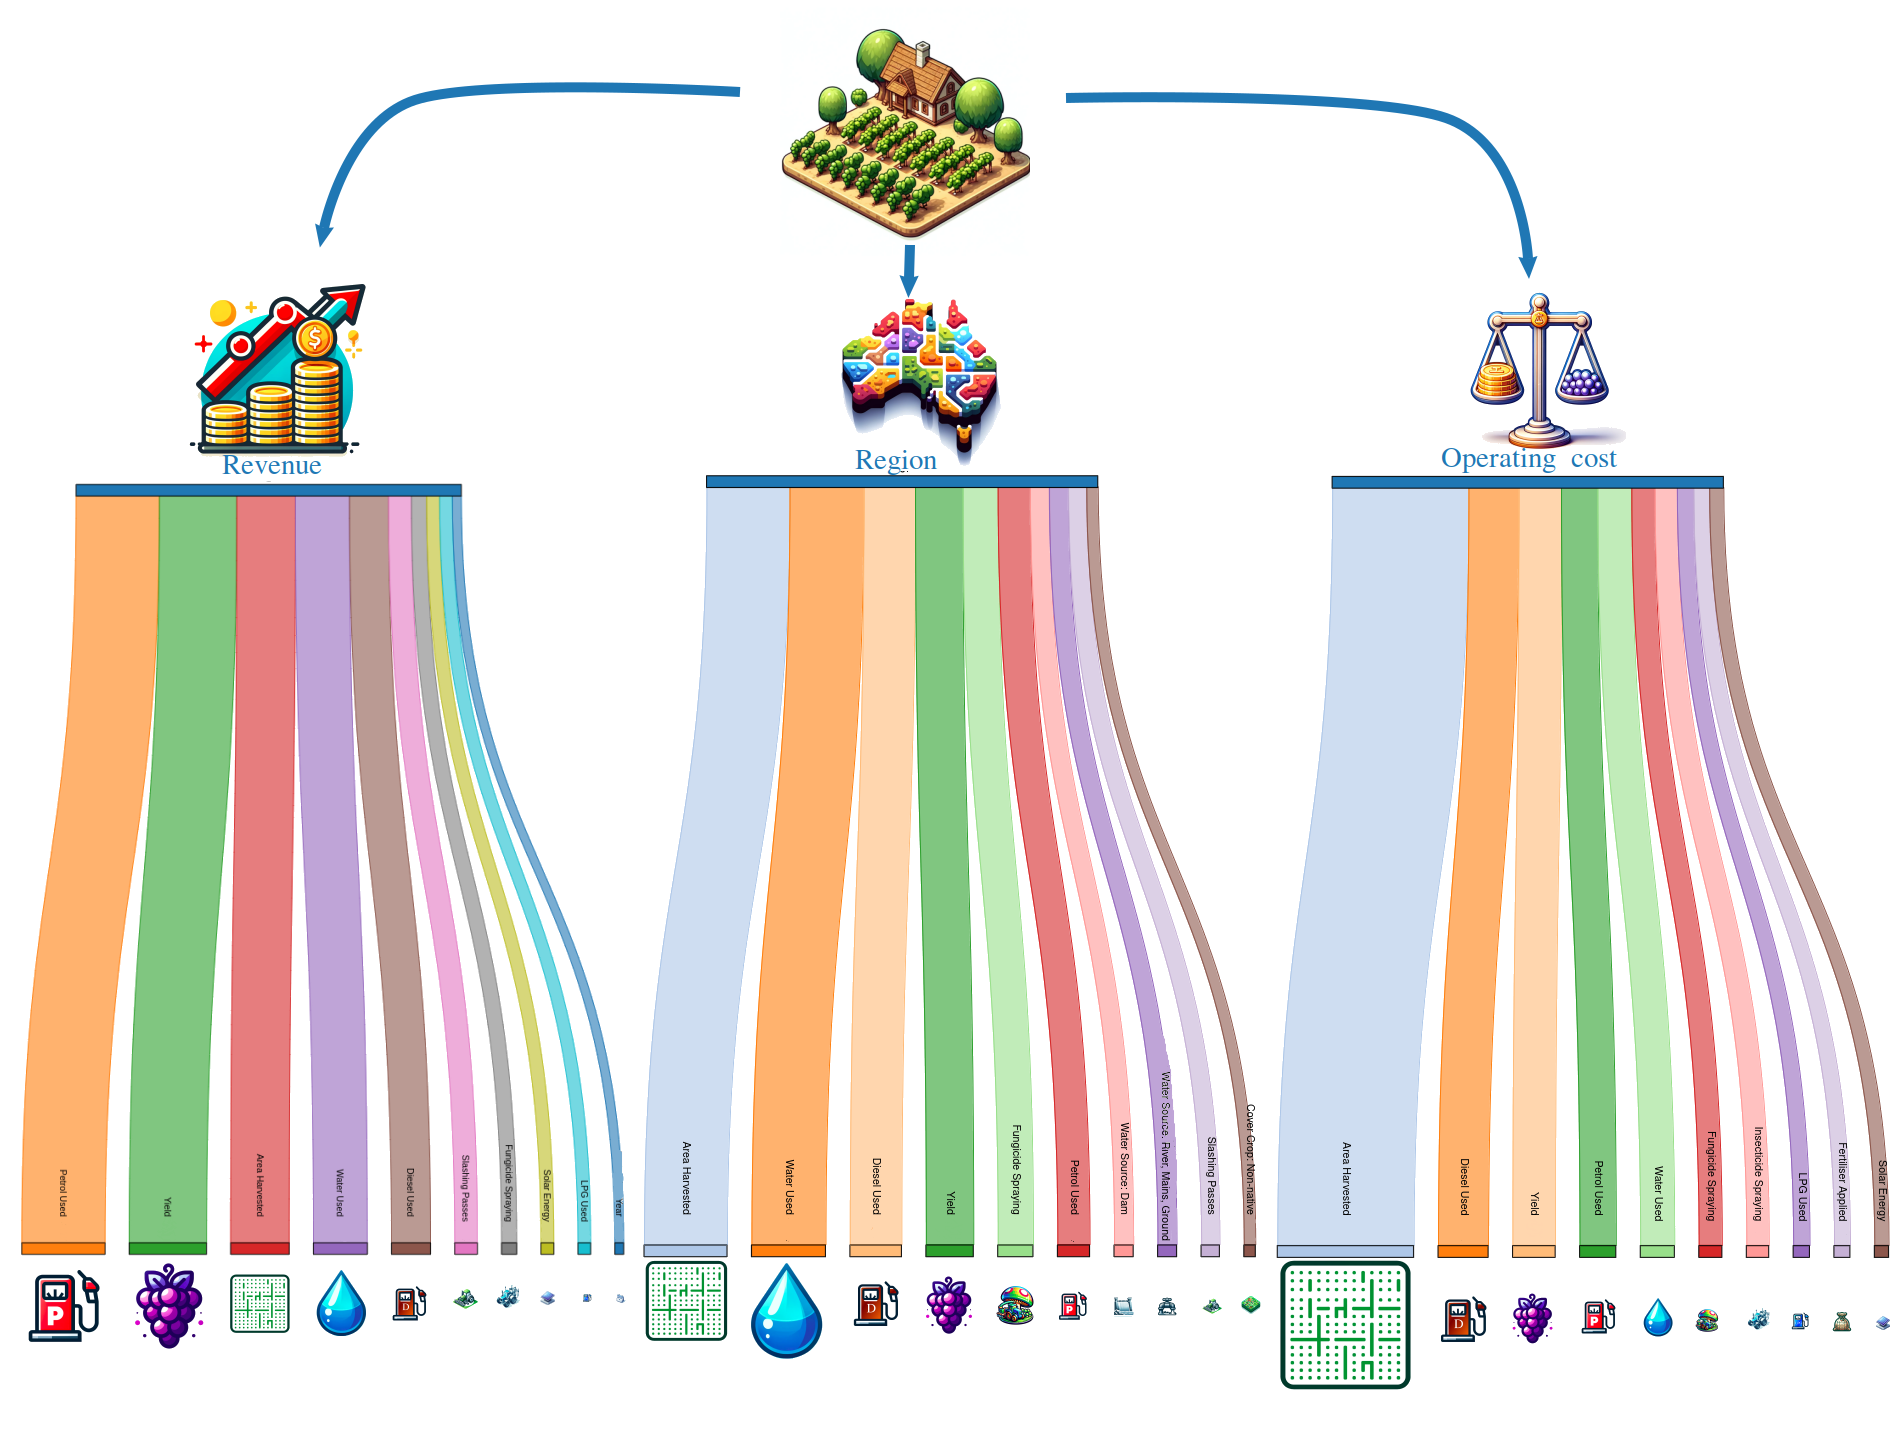 Revenue
Region
Operating cost
Petrol Used
Yield
Area Harvested
Water Used
Diesel Used
Slashing Passes
Fungicide Spraying
Solar Energy
LPG Used
Year
Area Harvested
Water Used
Diesel Used
Yield
Fungicide Spraying
Petrol Used
Water Source: Dam
Water Source: River, Mains, Ground
Slashing Passes
Cover Crop: Non-native
Area Harvested
Diesel Used
Yield
Petrol Used
Water Used
Fungicide Spraying
Insecticide Spraying
LPG Used
Fertiliser Applied
Solar Energy
$
P
D
D
P
D
P